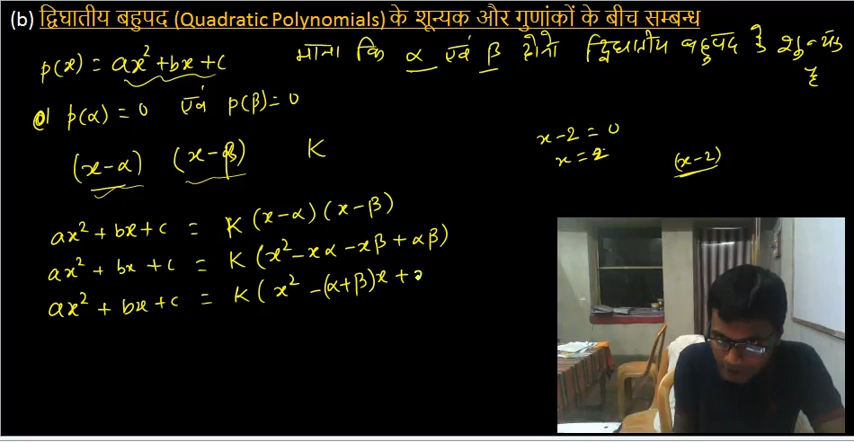 (b) द्विघातीय बहुपद (Quadratic Polynomials) के शून्यक और गुणांकों के बीच सम्बन्ध
p(x) = ax² + bx + c
माना कि α एवं β दोनो द्विघातीय बहुपद के शून्यक है
p(α) = 0 एवं p(β) = 0
(x-α) (x-β) K
x-2 = 0
x = 2
(x-2)
ax² + bx + c = K (x-α) (x-β)
ax² + bx + c = K (x² - xα - xβ + αβ)
ax² + bx + c = K ( x² - (α+β)x +